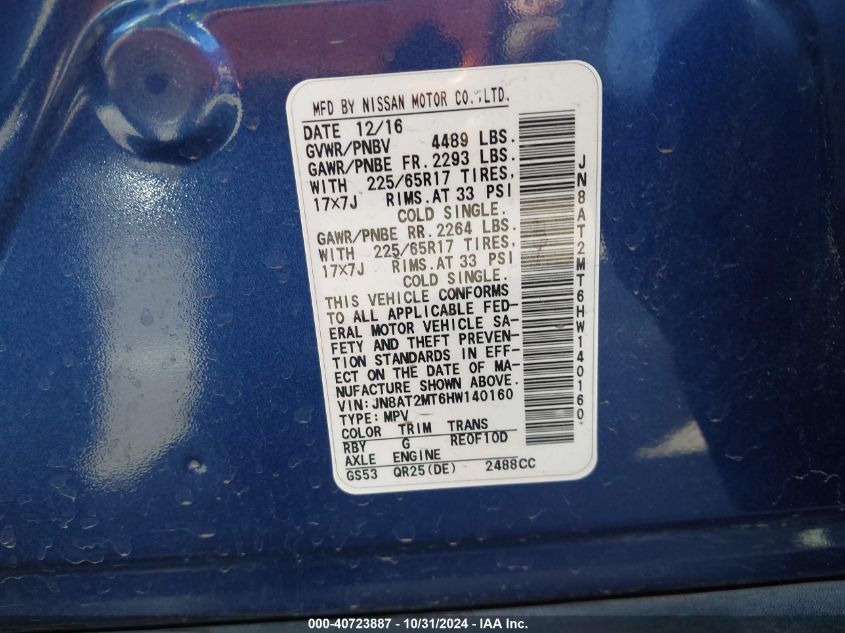 MFD BY NISSAN MOTOR CO.,LTD.
DATE 12/16
GVWR/PNBV 4489 LBS.
GAWR/PNBE FR. 2293 LBS.
WITH 225/65R17 TIRES,
17×7J RIMS.AT 33 PSI
COLD SINGLE.
GAWR/PNBE RR. 2264 LBS.
WITH 225/65R17 TIRES,
17×7J RIMS.AT 33 PSI
COLD SINGLE.
THIS VEHICLE CONFORMS
TO ALL APPLICABLE FED-
ERAL MOTOR VEHICLE SA-
FETY AND THEFT PREVEN-
TION STANDARDS IN EFF-
ECT ON THE DATE OF MA-
NUFACTURE SHOWN ABOVE.
VIN:JN8AT2MT6HW140160
TYPE: MPV
COLOR TRIM TRANS
RBY G RE0F10D
AXLE ENGINE
GS53 QR25(DE) 2488CC
JN8AT2MT6HW140160
000-40723887 - 10/31/2024 - IAA Inc.